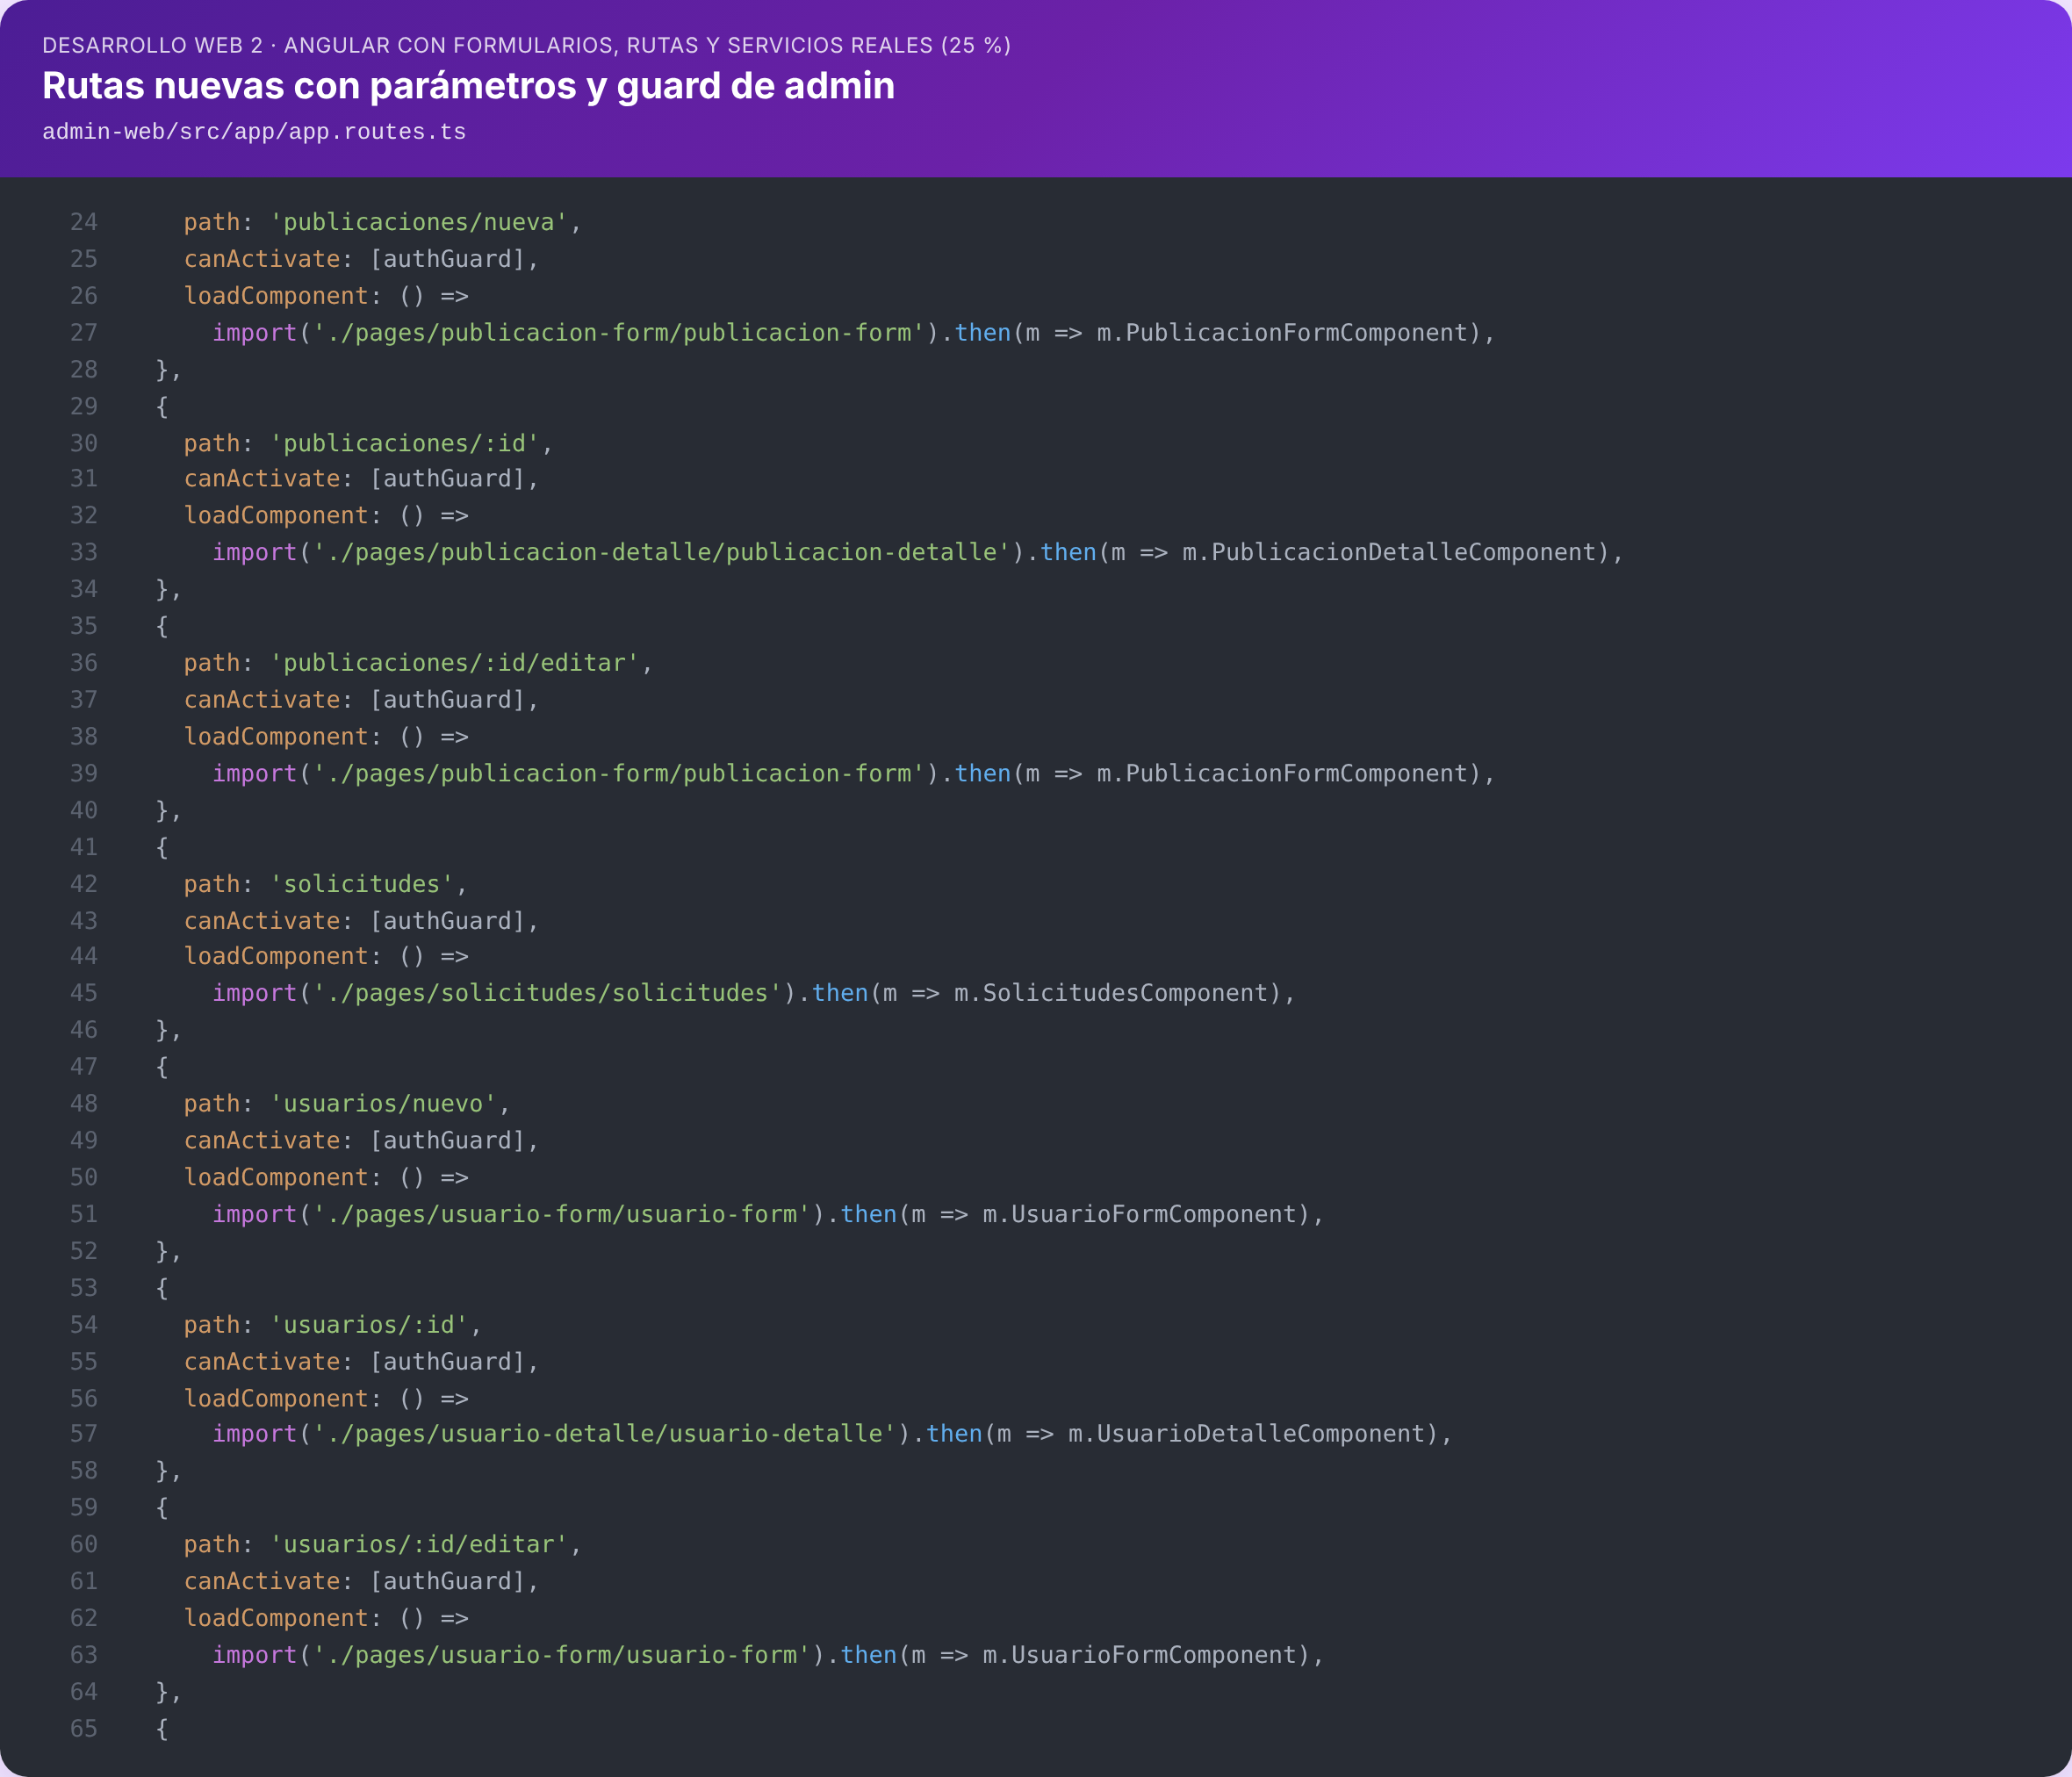 DESARROLLO WEB 2 · ANGULAR CON FORMULARIOS, RUTAS Y SERVICIOS REALES (25 %)
Rutas nuevas con parámetros y guard de admin
admin-web/src/app/app.routes.ts
24     path: 'publicaciones/nueva',
25     canActivate: [authGuard],
26     loadComponent: () =>
27       import('./pages/publicacion-form/publicacion-form').then(m => m.PublicacionFormComponent),
28   },
29   {
30     path: 'publicaciones/:id',
31     canActivate: [authGuard],
32     loadComponent: () =>
33       import('./pages/publicacion-detalle/publicacion-detalle').then(m => m.PublicacionDetalleComponent),
34   },
35   {
36     path: 'publicaciones/:id/editar',
37     canActivate: [authGuard],
38     loadComponent: () =>
39       import('./pages/publicacion-form/publicacion-form').then(m => m.PublicacionFormComponent),
40   },
41   {
42     path: 'solicitudes',
43     canActivate: [authGuard],
44     loadComponent: () =>
45       import('./pages/solicitudes/solicitudes').then(m => m.SolicitudesComponent),
46   },
47   {
48     path: 'usuarios/nuevo',
49     canActivate: [authGuard],
50     loadComponent: () =>
51       import('./pages/usuario-form/usuario-form').then(m => m.UsuarioFormComponent),
52   },
53   {
54     path: 'usuarios/:id',
55     canActivate: [authGuard],
56     loadComponent: () =>
57       import('./pages/usuario-detalle/usuario-detalle').then(m => m.UsuarioDetalleComponent),
58   },
59   {
60     path: 'usuarios/:id/editar',
61     canActivate: [authGuard],
62     loadComponent: () =>
63       import('./pages/usuario-form/usuario-form').then(m => m.UsuarioFormComponent),
64   },
65   {